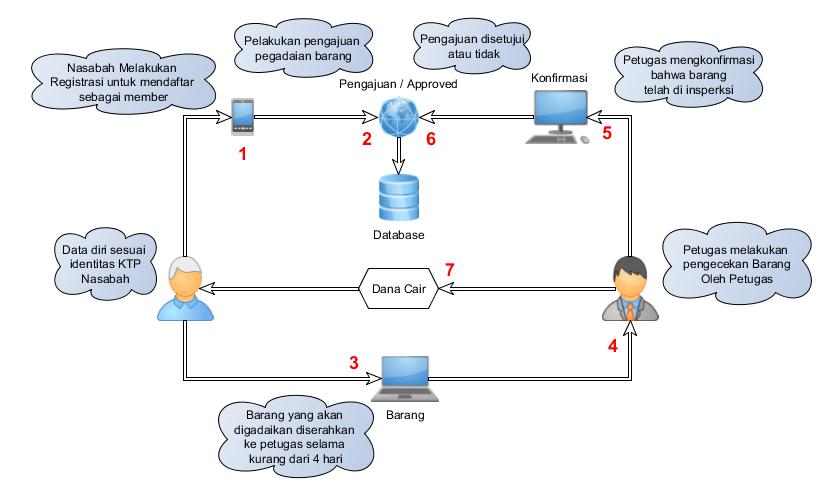 Pelakukan pengajuan
pegadaian barang
Pengajuan disetujui
atau tidak
Nasabah Melakukan
Registrasi untuk mendaftar
sebagai member
Pengajuan / Approved
Konfirmasi
Petugas mengkonfirmasi
bahwa barang
telah di insperksi
1
2
6
5
Database
Data diri sesuai
identitas KTP
Nasabah
Petugas melakukan
pengecekan Barang
Oleh Petugas
7
Dana Cair
3
4
Barang
Barang yang akan
digadaikan diserahkan
ke petugas selama
kurang dari 4 hari